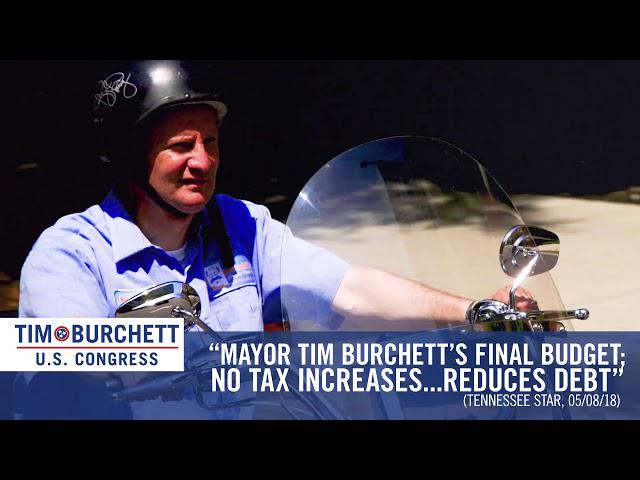 TIM BURCHETT
U.S. CONGRESS
“MAYOR TIM BURCHETT’S FINAL BUDGET;
NO TAX INCREASES...REDUCES DEBT”
(TENNESSEE STAR, 05/08/18)